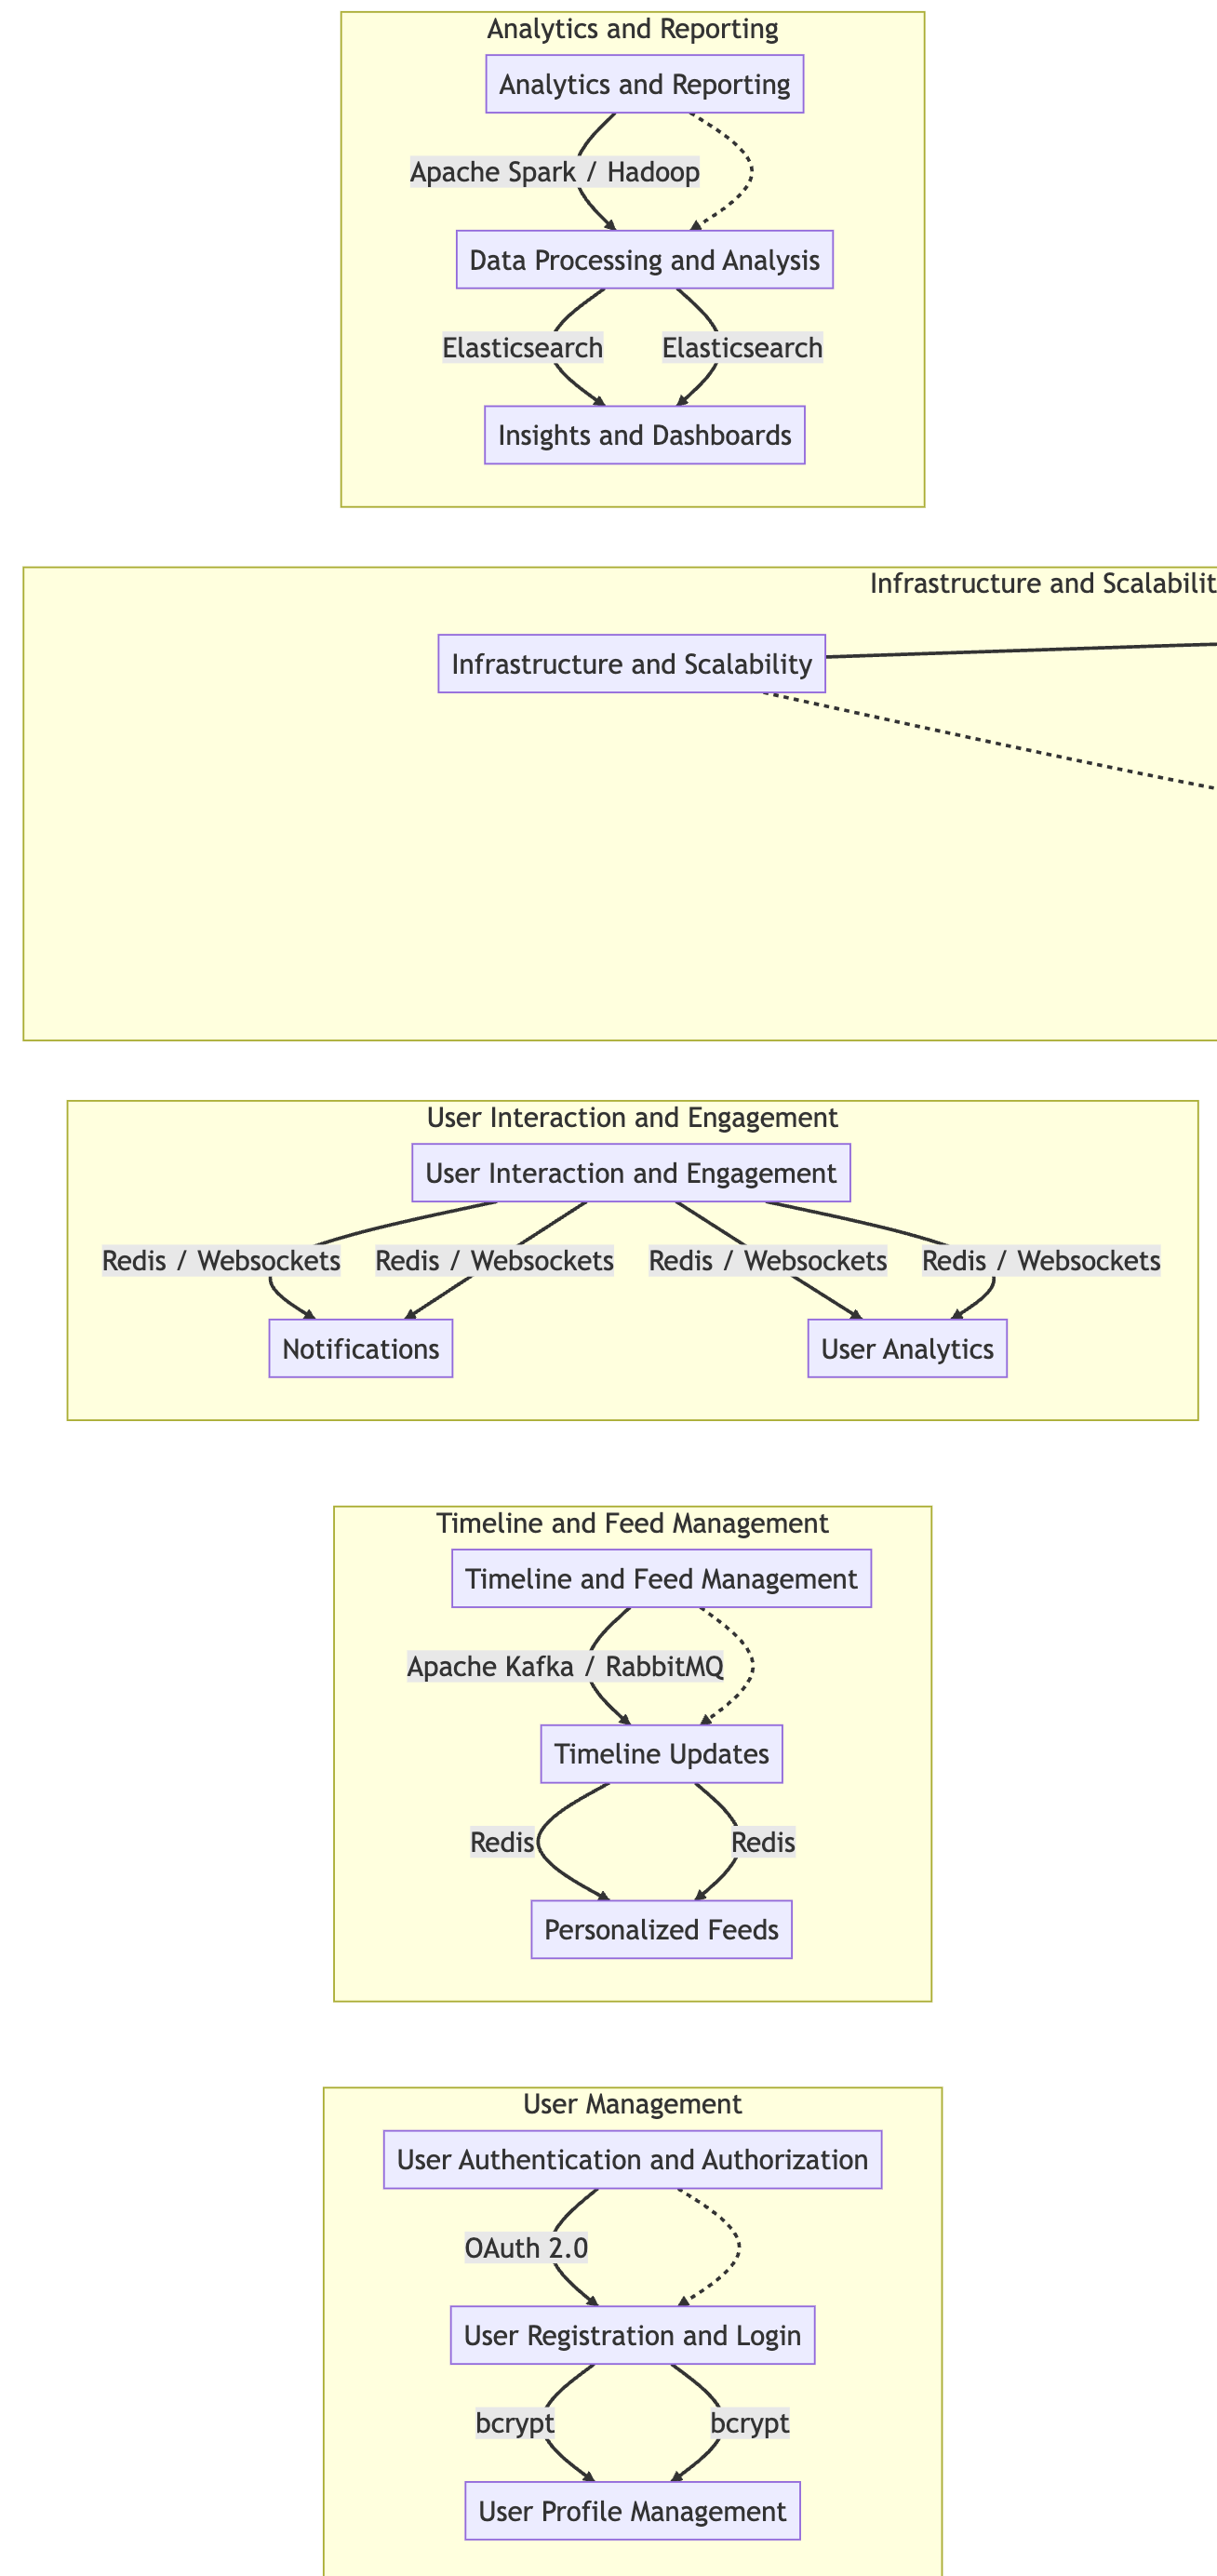 Analytics and Reporting
Analytics and Reporting
Apache Spark / Hadoop
Data Processing and Analysis
Elasticsearch
Elasticsearch
Insights and Dashboards
Infrastructure and Scalabilit
Infrastructure and Scalability
User Interaction and Engagement
User Interaction and Engagement
Redis / Websockets
Redis / Websockets
Redis / Websockets
Redis / Websockets
Notifications
User Analytics
Timeline and Feed Management
Timeline and Feed Management
Apache Kafka / RabbitMQ
Timeline Updates
Redis
Redis
Personalized Feeds
User Management
User Authentication and Authorization
OAuth 2.0
User Registration and Login
bcrypt
bcrypt
User Profile Management